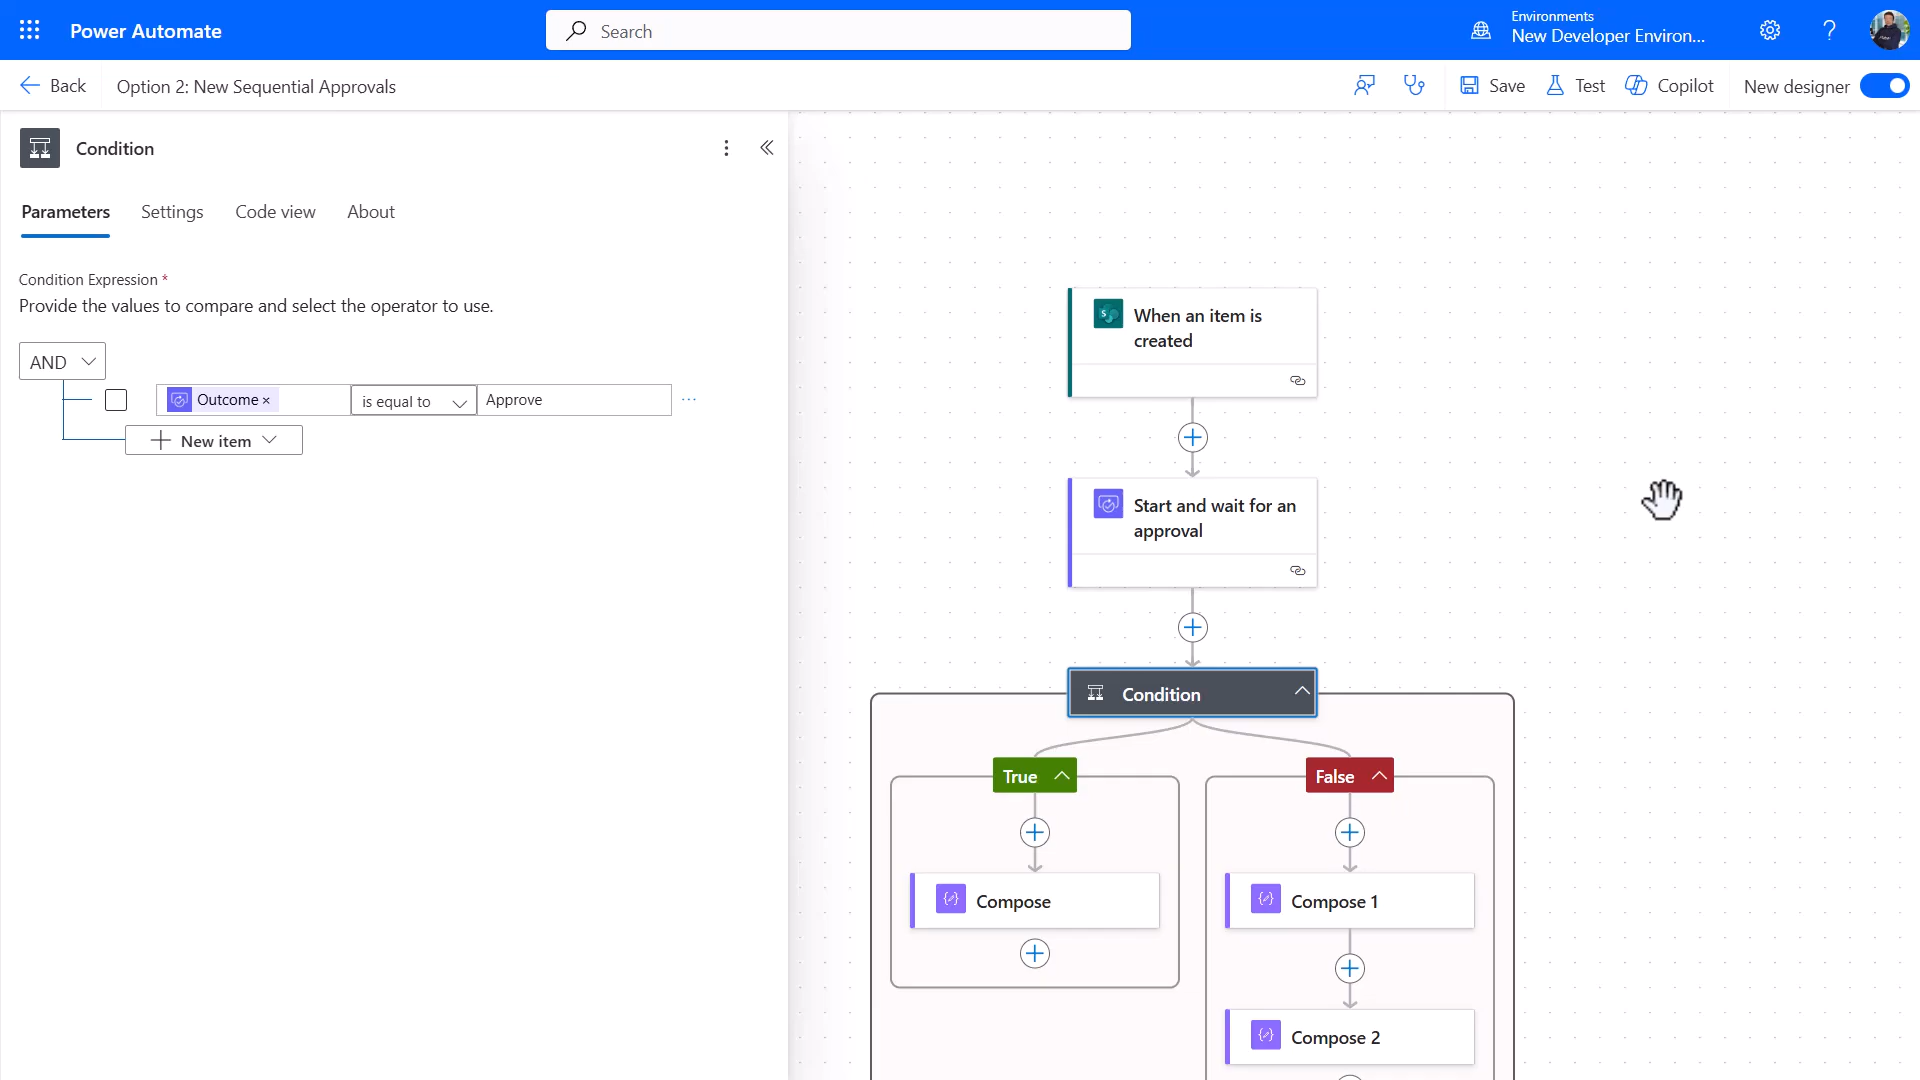 Power Automate
Search
Environments
New Developer Environ...
?
Back
Option 2: New Sequential Approvals
Save
Test
Copilot
New designer
Condition
Parameters
Settings
Code view
About
Condition Expression *
Provide the values to compare and select the operator to use.
AND
Outcome ×
is equal to
Approve
...
New item
When an item is
created
Start and wait for an
approval
Condition
True
False
Compose
Compose 1
Compose 2